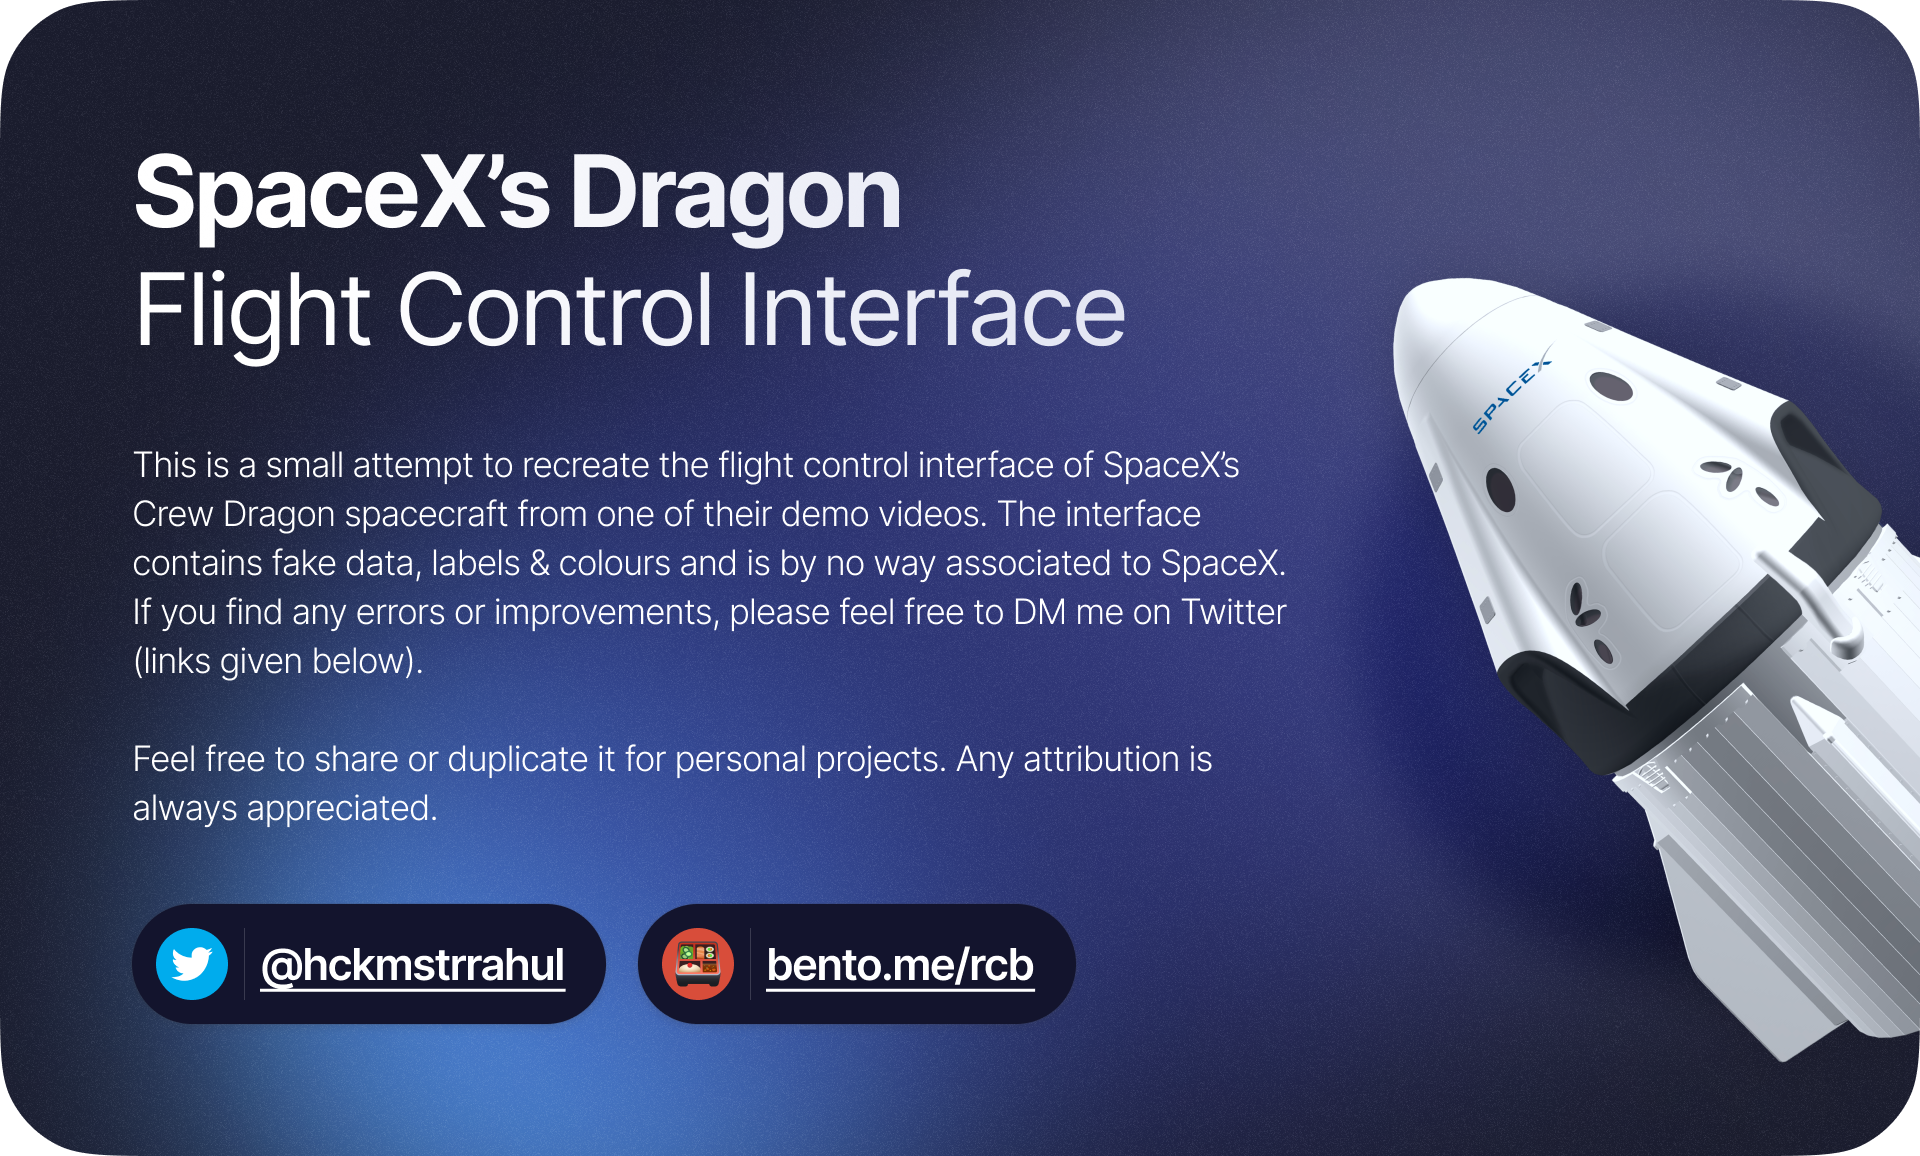 SpaceX’s Dragon
Flight Control Interface
This is a small attempt to recreate the flight control interface of SpaceX’s
Crew Dragon spacecraft from one of their demo videos. The interface
contains fake data, labels & colours and is by no way associated to SpaceX.
If you find any errors or improvements, please feel free to DM me on Twitter
(links given below).
Feel free to share or duplicate it for personal projects. Any attribution is
always appreciated.
@hckmstrrahul
bento.me/rcb
SPACEX